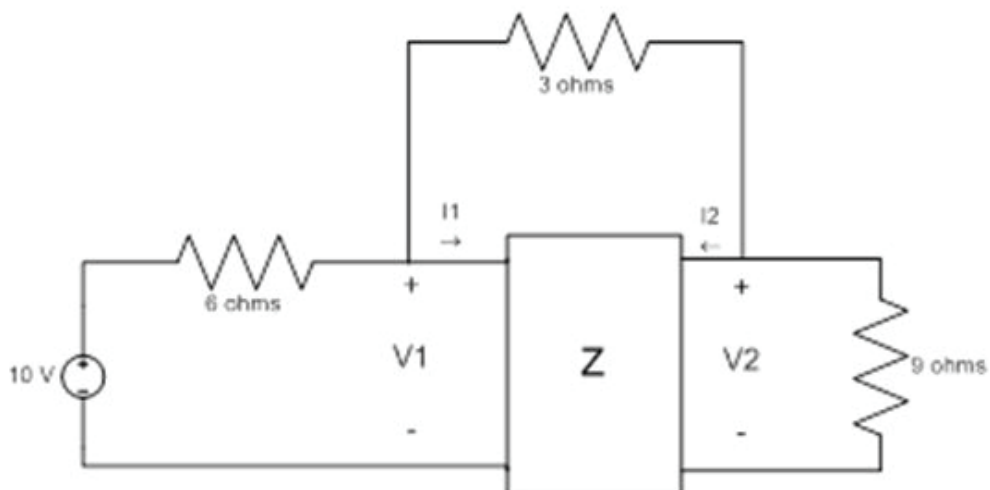 3 ohms
I1
→
I2
←
6 ohms
+
+
10 V
+
-
V1
Z
V2
9 ohms
-
-